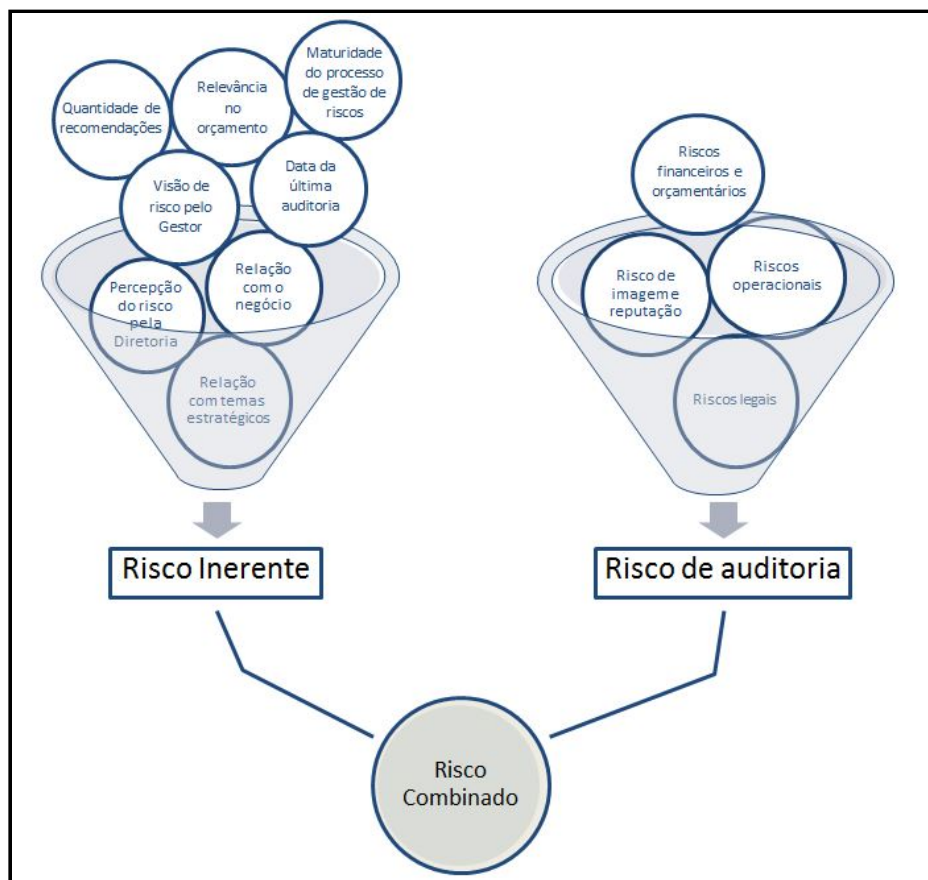 Maturidade
do processo
de gestão de
riscos
Relevância
no
orçamento
Quantidade de
recomendações
Data da
última
auditoria
Visão de
risco pelo
Gestor
Relação
com o
negócio
Percepção
do risco
pela
Diretoria
Relação
com temas
estratégicos
Risco Inerente
Riscos
financeiros e
orçamentários
Riscos
operacionais
Risco de
imagem e
reputação
Riscos legais
Risco de auditoria
Risco
Combinado